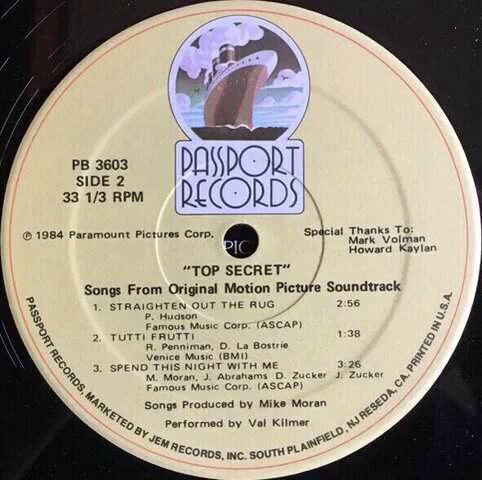 PASSPORT
RECORDS
PB 3603
SIDE 2
33 1/3 RPM
℗ 1984 Paramount Pictures Corp.
Special Thanks To:
Mark Volman
Howard Kaylan
"TOP SECRET"
Songs From Original Motion Picture Soundtrack
1. STRAIGHTEN OUT THE RUG 2:56
P. Hudson
Famous Music Corp. (ASCAP)
2. TUTTI FRUTTI 1:38
R. Penniman, D. La Bostrie
Venice Music (BMI)
3. SPEND THIS NIGHT WITH ME 3:26
M. Moran, J. Abrahams D. Zucker J. Zucker
Famous Music Corp. (ASCAP)
Songs Produced by Mike Moran
Performed by Val Kilmer
PASSPORT RECORDS, MARKETED BY JEM RECORDS, INC. SOUTH PLAINFIELD, NJ RESEDA, CA. PRINTED IN U.S.A.